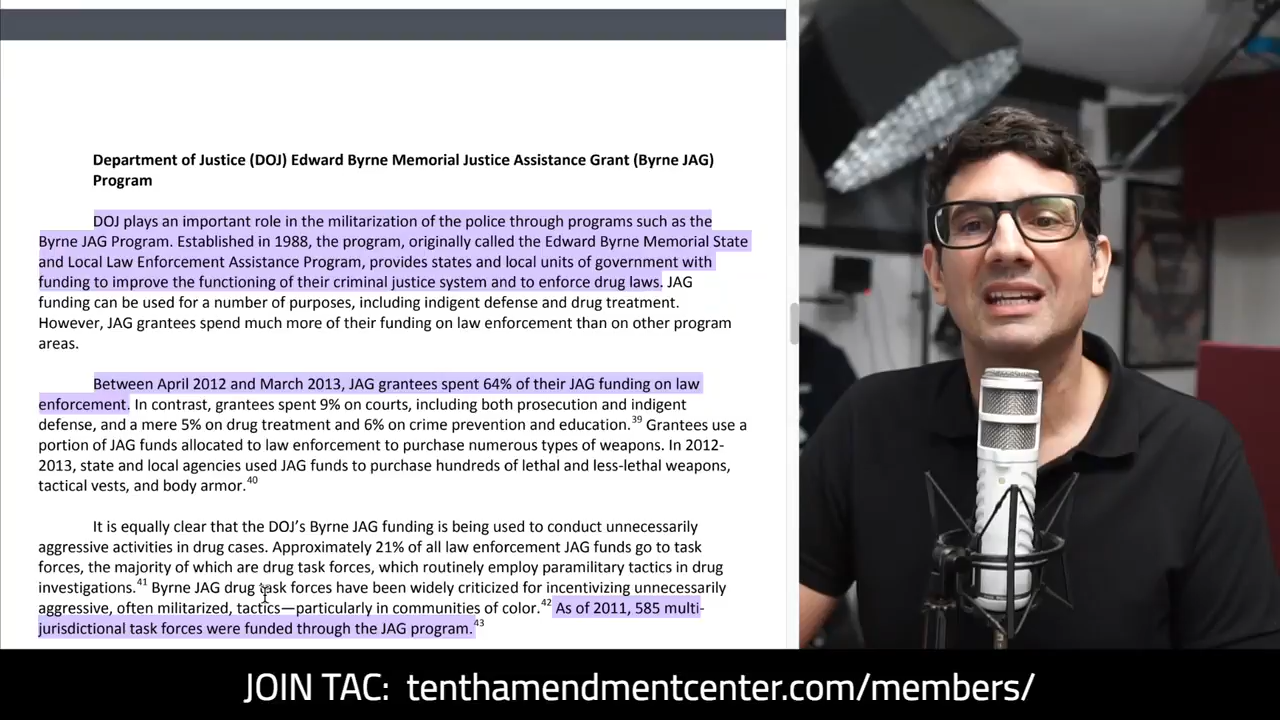 Department of Justice (DOJ) Edward Byrne Memorial Justice Assistance Grant (Byrne JAG)
Program
DOJ plays an important role in the militarization of the police through programs such as the
Byrne JAG Program. Established in 1988, the program, originally called the Edward Byrne Memorial State
and Local Law Enforcement Assistance Program, provides states and local units of government with
funding to improve the functioning of their criminal justice system and to enforce drug laws. JAG
funding can be used for a number of purposes, including indigent defense and drug treatment.
However, JAG grantees spend much more of their funding on law enforcement than on other program
areas.
Between April 2012 and March 2013, JAG grantees spent 64% of their JAG funding on law
enforcement. In contrast, grantees spent 9% on courts, including both prosecution and indigent
defense, and a mere 5% on drug treatment and 6% on crime prevention and education.39 Grantees use a
portion of JAG funds allocated to law enforcement to purchase numerous types of weapons. In 2012-
2013, state and local agencies used JAG funds to purchase hundreds of lethal and less-lethal weapons,
tactical vests, and body armor.40
It is equally clear that the DOJ's Byrne JAG funding is being used to conduct unnecessarily
aggressive activities in drug cases. Approximately 21% of all law enforcement JAG funds go to task
forces, the majority of which are drug task forces, which routinely employ paramilitary tactics in drug
investigations.41 Byrne JAG drug task forces have been widely criticized for incentivizing unnecessarily
aggressive, often militarized, tactics—particularly in communities of color.42 As of 2011, 585 multi-
jurisdictional task forces were funded through the JAG program.43
JOIN TAC: tenthamendmentcenter.com/members/